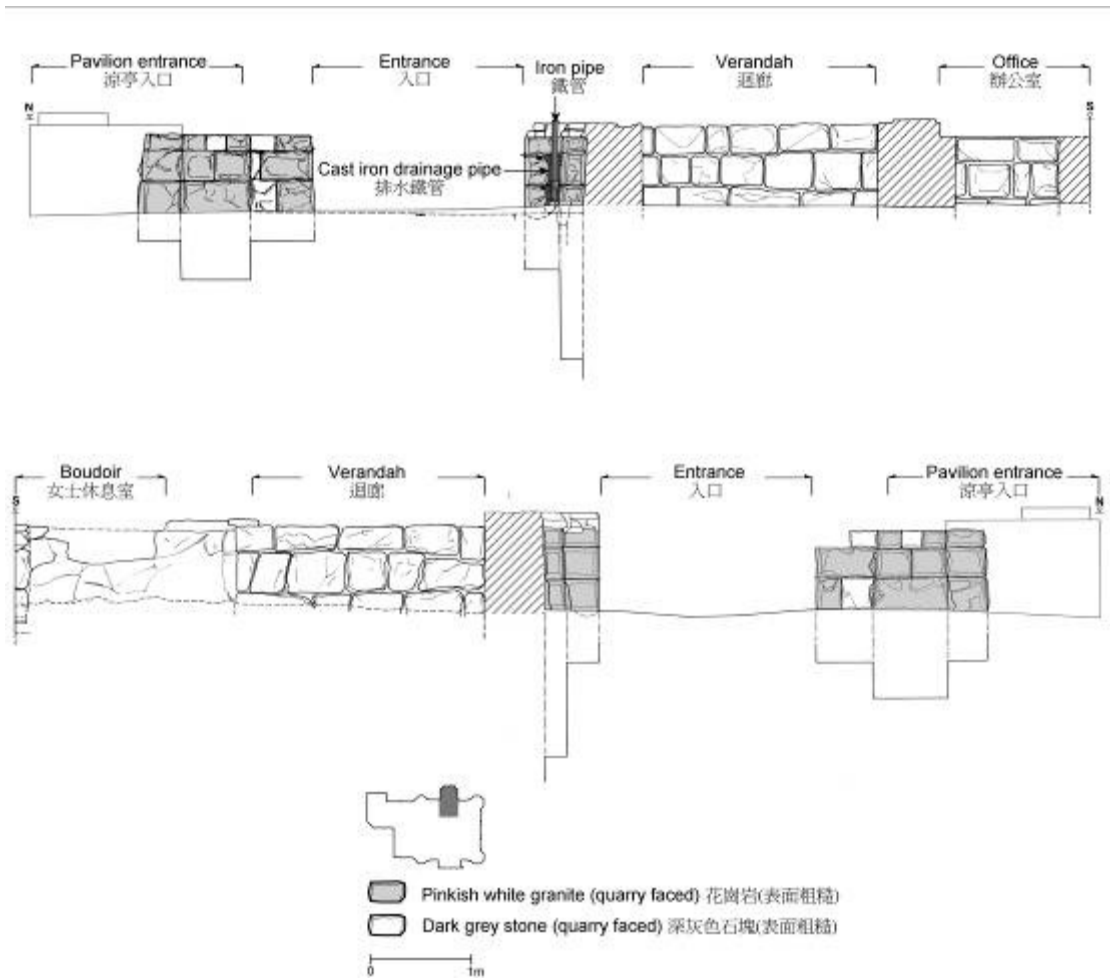 Pavilion entrance
涼亭入口
Entrance
入口
Iron pipe
鐵管
Verandah
迴廊
Office
辦公室
N
S
Cast iron drainage pipe
排水鐵管
Boudoir
女士休息室
Verandah
迴廊
Entrance
入口
Pavilion entrance
涼亭入口
S
N
Pinkish white granite (quarry faced) 花崗岩(表面粗糙)
Dark grey stone (quarry faced) 深灰色石塊(表面粗糙)
0 1m